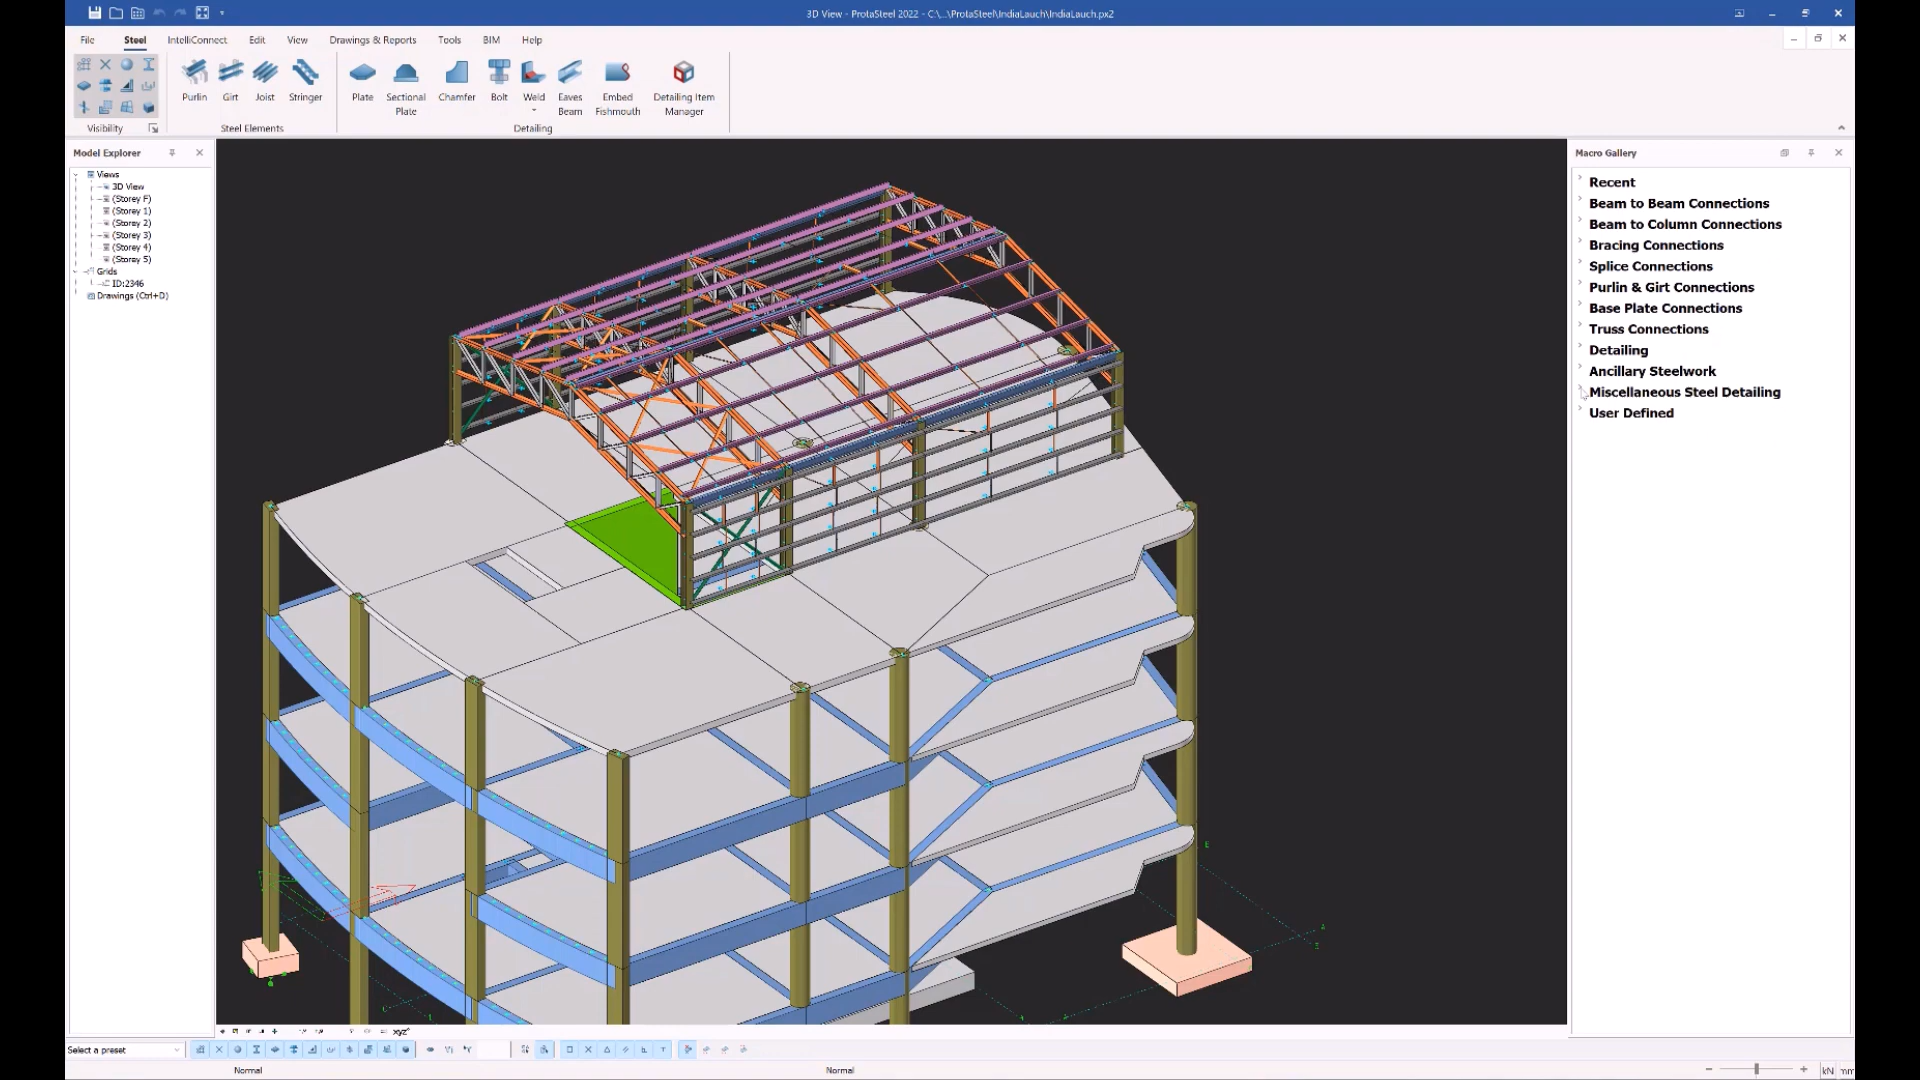 3D View - ProtaSteel 2022 - C:\...\ProtaSteel\IndiaLauch\IndiaLauch.px2
File Steel IntelliConnect Edit View Drawings & Reports Tools BIM Help
Purlin Girt Joist Stringer Plate Sectional Plate Chamfer Bolt Weld Eaves Beam Embed Fishmouth Detailing Item Manager
Visibility Steel Elements Detailing
Model Explorer
Views
3D View
(Storey F)
(Storey 1)
(Storey 2)
(Storey 3)
(Storey 4)
(Storey 5)
Grids
ID:2346
Drawings (Ctrl+D)
Macro Gallery
Recent
Beam to Beam Connections
Beam to Column Connections
Bracing Connections
Splice Connections
Purlin & Girt Connections
Base Plate Connections
Truss Connections
Detailing
Ancillary Steelwork
Miscellaneous Steel Detailing
User Defined
Select a preset
Normal Normal kN mm